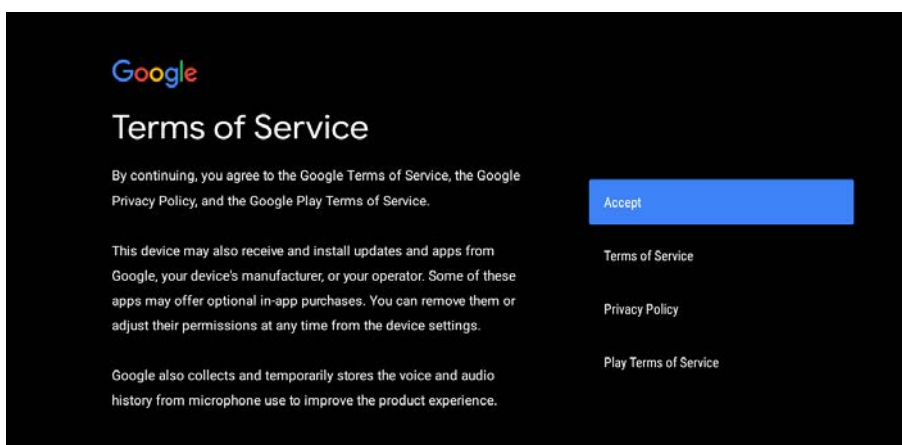 Google
Terms of Service
By continuing, you agree to the Google Terms of Service, the Google
Privacy Policy, and the Google Play Terms of Service.
This device may also receive and install updates and apps from
Google, your device's manufacturer, or your operator. Some of these
apps may offer optional in-app purchases. You can remove them or
adjust their permissions at any time from the device settings.
Google also collects and temporarily stores the voice and audio
history from microphone use to improve the product experience.
Accept
Terms of Service
Privacy Policy
Play Terms of Service